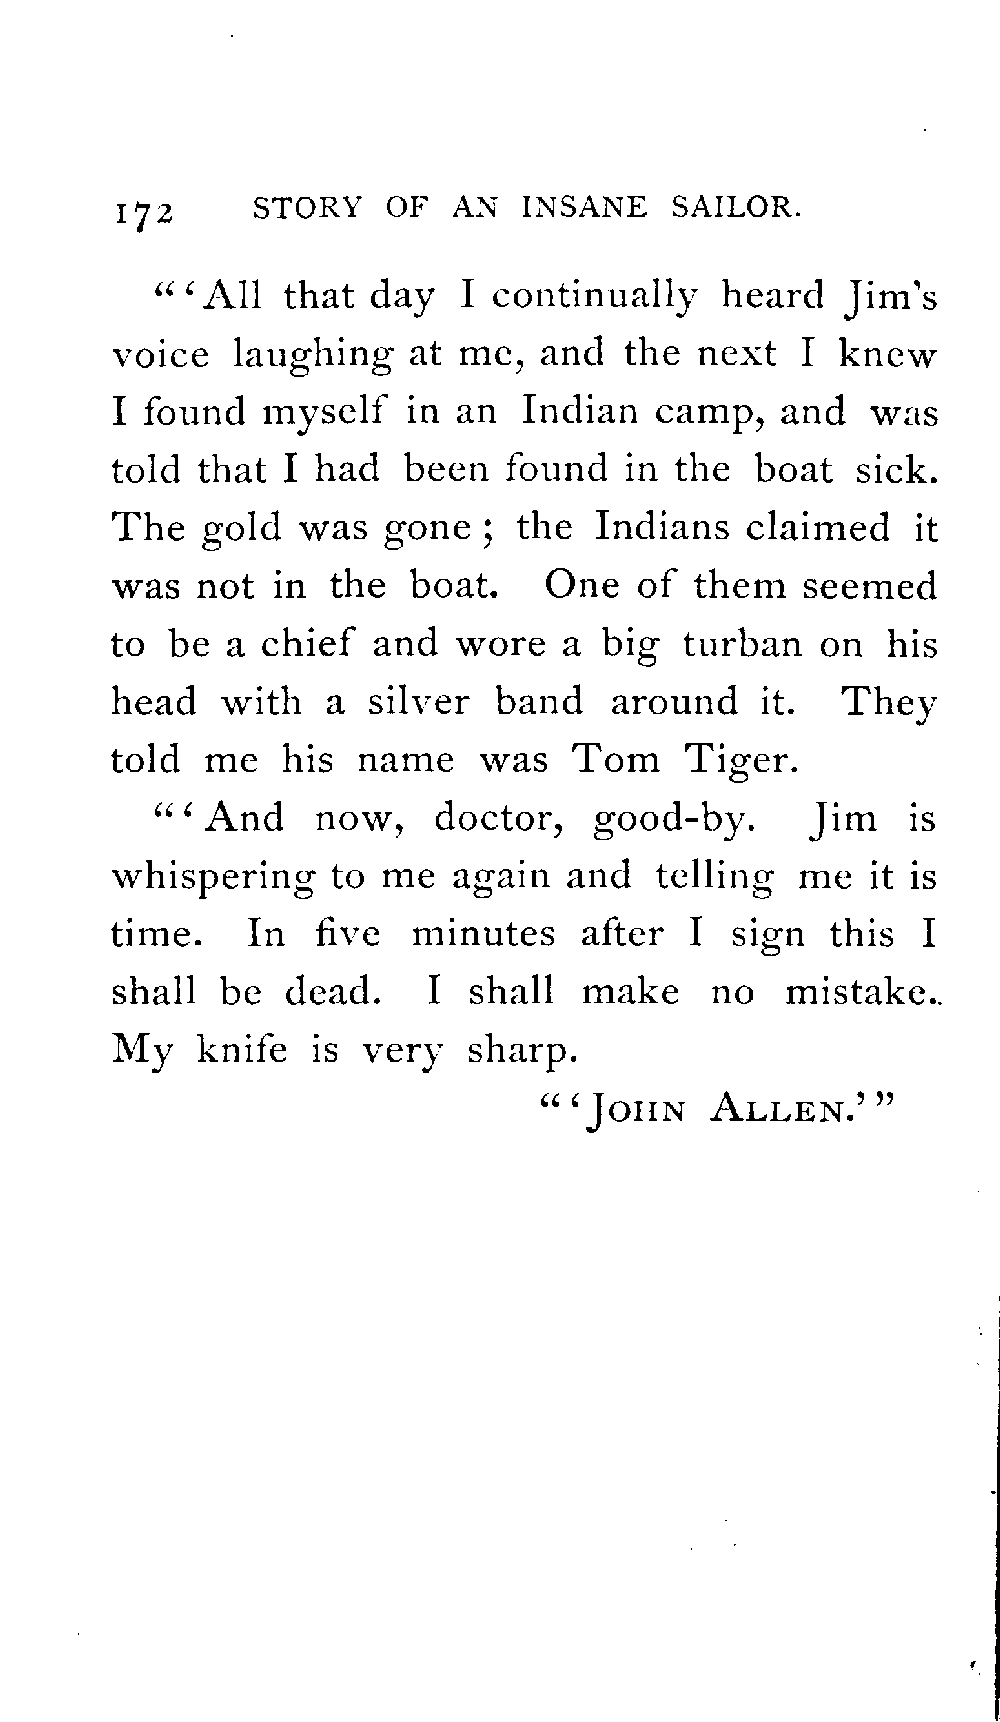 172 STORY OF AN INSANE SAILOR.
"'All that day I continually heard Jim's
voice laughing at me, and the next I knew
I found myself in an Indian camp, and was
told that I had been found in the boat sick.
The gold was gone; the Indians claimed it
was not in the boat. One of them seemed
to be a chief and wore a big turban on his
head with a silver band around it. They
told me his name was Tom Tiger.
"'And now, doctor, good-by. Jim is
whispering to me again and telling me it is
time. In five minutes after I sign this I
shall be dead. I shall make no mistake.
My knife is very sharp.
"'JOHN ALLEN.'"